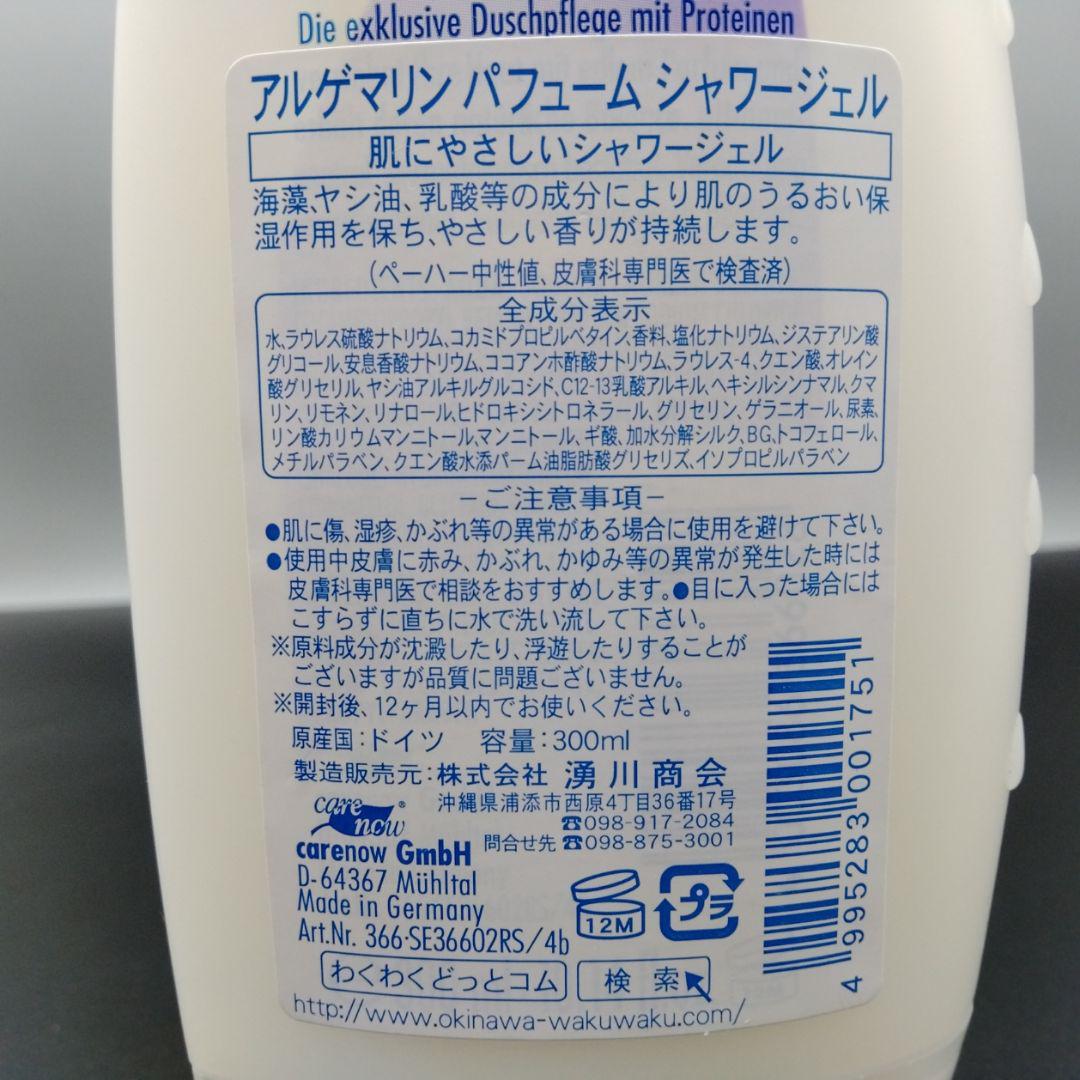 Die exklusive Duschpflege mit Proteinen
アルゲマリン パフューム シャワージェル
肌にやさしいシャワージェル
海藻、ヤシ油、乳酸等の成分により肌のうるおい保
湿作用を保ち、やさしい香りが持続します。
(ペーハー中性値、皮膚科専門医で検査済)
全成分表示
水、ラウレス硫酸ナトリウム、コカミドプロピルベタイン、香料、塩化ナトリウム、ジステアリン酸
グリコール、安息香酸ナトリウム、ココアンホ酢酸ナトリウム、ラウレス-4、クエン酸、オレイン
酸グリセリル、ヤシ油アルキルグルコシド、C12-13乳酸アルキル、ヘキシルシンナマル、クマ
リン、リモネン、リナロール、ヒドロキシシトロネラール、グリセリン、ゲラニオール、尿素、
リン酸カリウムマンニトール、マンニトール、ギ酸、加水分解シルク、BG、トコフェロール、
メチルパラベン、クエン酸水添パーム油脂肪酸グリセリズ、イソプロピルパラベン
−ご注意事項−
●肌に傷、湿疹、かぶれ等の異常がある場合に使用を避けて下さい。
●使用中皮膚に赤み、かぶれ、かゆみ等の異常が発生した時には
皮膚科専門医で相談をおすすめします。●目に入った場合には
こすらずに直ちに水で洗い流して下さい。
※原料成分が沈澱したり、浮遊したりすることが
ございますが品質に問題ございません。
※開封後、12ヶ月以内でお使いください。
原産国:ドイツ 容量:300ml
製造販売元:株式会社 湧川商会
沖縄県浦添市西原4丁目36番17号
☎098-917-2084
問合せ先 ☎098-875-3001
care now®
carenow GmbH
D-64367 Mühltal
Made in Germany
Art.Nr. 366·SE36602RS/4b
12M
プラ
4995283001751
わくわくどっとコム 検索
http://www.okinawa-wakuwaku.com/